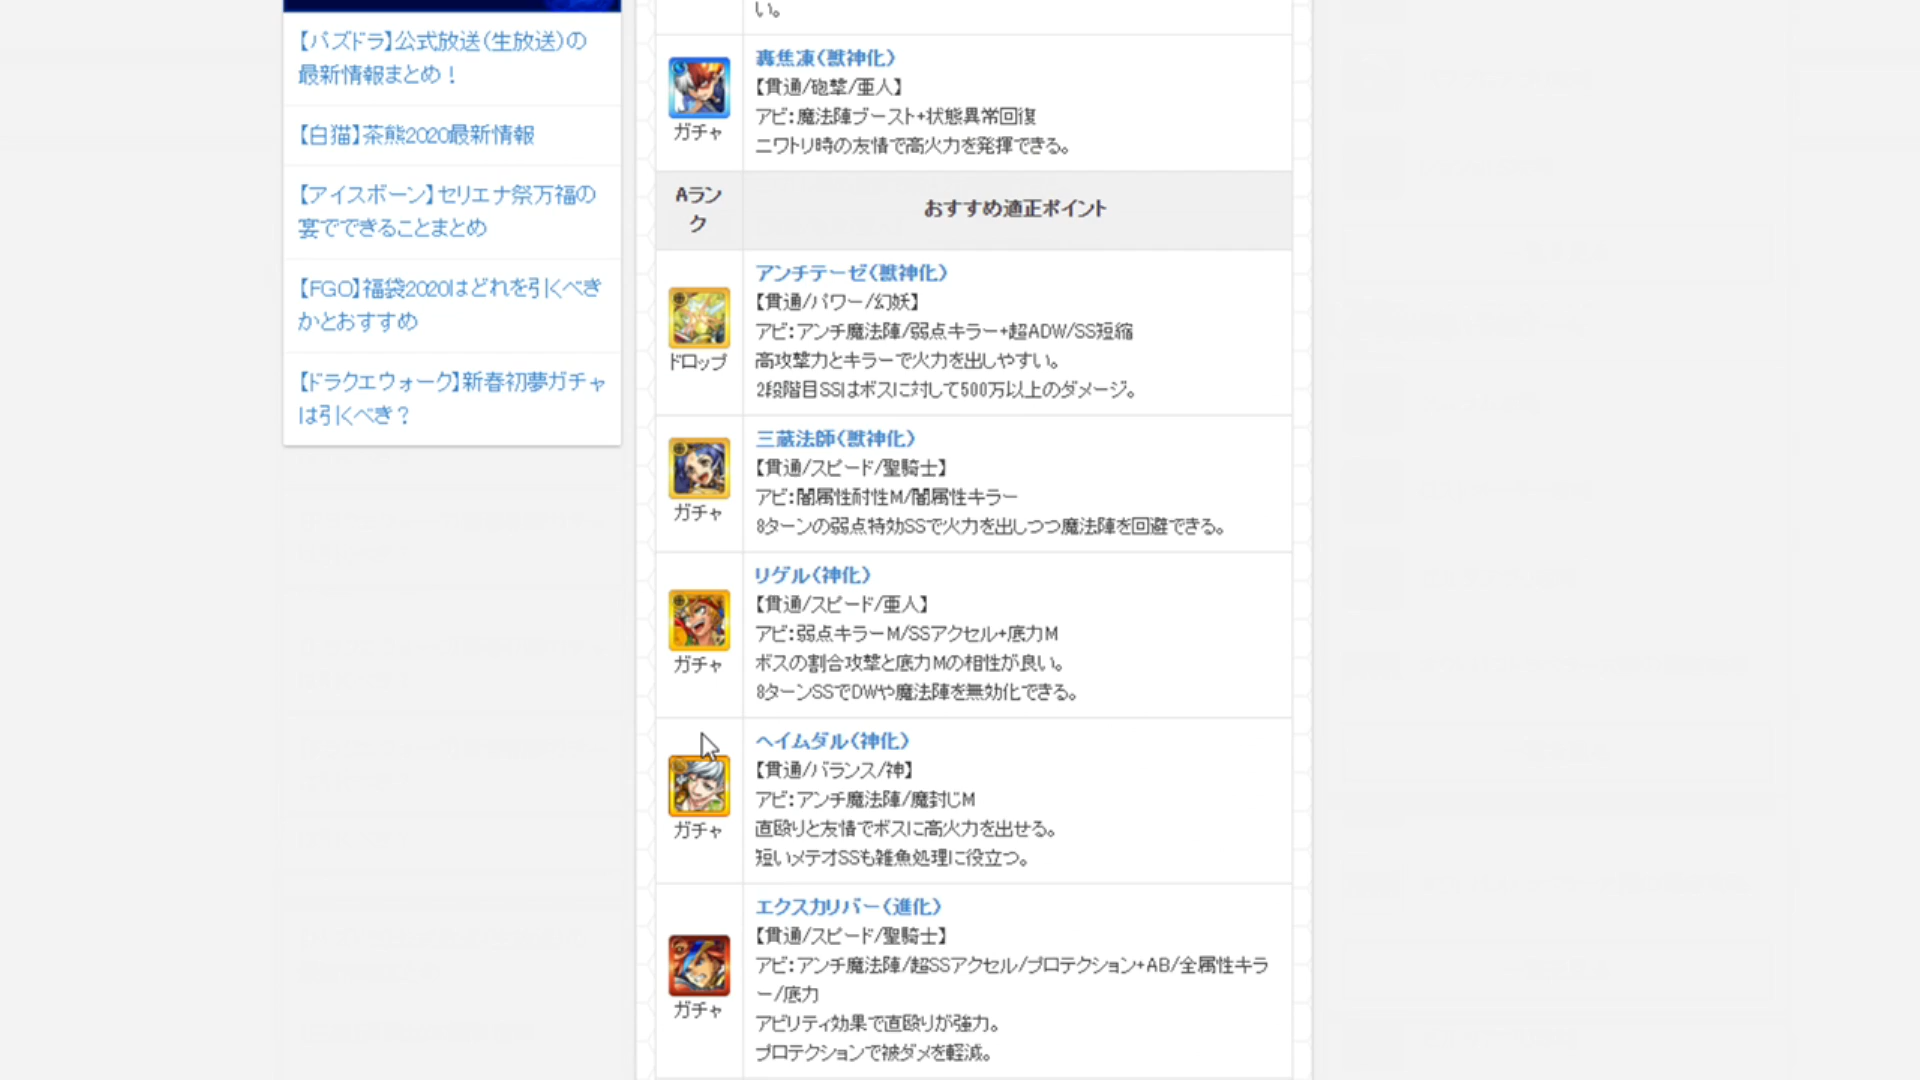 【パズドラ】公式放送(生放送)の
最新情報まとめ！
【白猫】茶熊2020最新情報
【アイスボーン】セリエナ祭万福の
宴でできることまとめ
【FGO】福袋2020はどれを引くべき
かとおすすめ
【ドラクエウォーク】新春初夢ガチャ
は引くべき？
い。
轟焦凍〈獣神化〉
【貫通/砲撃/亜人】
アビ：魔法陣ブースト+状態異常回復
ニワトリ時の友情で高火力を発揮できる。
ガチャ
Aラン
ク
おすすめ適正ポイント
アンチテーゼ〈獣神化〉
【貫通/パワー/幻妖】
アビ：アンチ魔法陣/弱点キラー+超ADW/SS短縮
高攻撃力とキラーで火力を出しやすい。
2段階目SSはボスに対して500万以上のダメージ。
ドロップ
三蔵法師〈獣神化〉
【貫通/スピード/聖騎士】
アビ：闇属性耐性M/闇属性キラー
8ターンの弱点特効SSで火力を出しつつ魔法陣を回避できる。
ガチャ
リゲル〈神化〉
【貫通/スピード/亜人】
アビ：弱点キラーM/SSアクセル+底力M
ボスの割合攻撃と底力Mの相性が良い。
8ターンSSでDWや魔法陣を無効化できる。
ガチャ
ヘイムダル〈神化〉
【貫通/バランス/神】
アビ：アンチ魔法陣/魔封じM
直殴りと友情でボスに高火力を出せる。
短いメテオSSも雑魚処理に役立つ。
ガチャ
エクスカリバー〈進化〉
【貫通/スピード/聖騎士】
アビ：アンチ魔法陣/超SSアクセル/プロテクション+AB/全属性キラ
ー/底力
アビリティ効果で直殴りが強力。
プロテクションで被ダメを軽減。
ガチャ